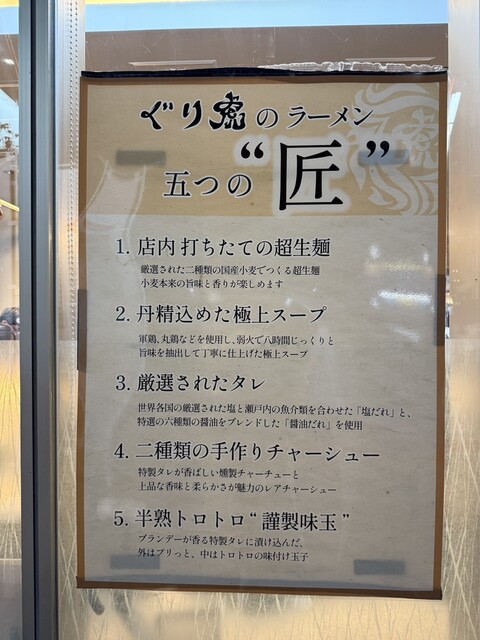 ぐり虎のラーメン
五つの“匠”
1. 店内 打ちたての超生麺
厳選された二種類の国産小麦でつくる超生麺
小麦本来の旨味と香りが楽しめます
2. 丹精込めた極上スープ
軍鶏、丸鶏などを使用し、弱火で八時間じっくりと
旨味を抽出して丁寧に仕上げた極上スープ
3. 厳選されたタレ
世界各国の厳選された塩と瀬戸内の魚介類を合わせた「塩だれ」と、
特選の六種類の醤油をブレンドした「醤油だれ」を使用
4. 二種類の手作りチャーシュー
特製タレが香ばしい燻製チャーチューと
上品な香味と柔らかさが魅力のレアチャーシュー
5. 半熟トロトロ“謹製味玉”
ブランデーが香る特製タレに漬け込んだ、
外はプリっと、中はトロトロの味付け玉子